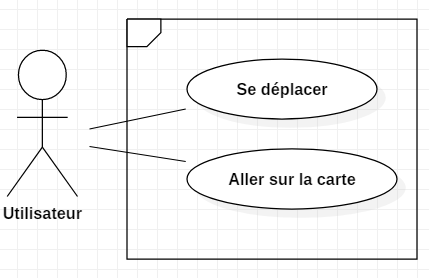 Se déplacer
Aller sur la carte
Utilisateur